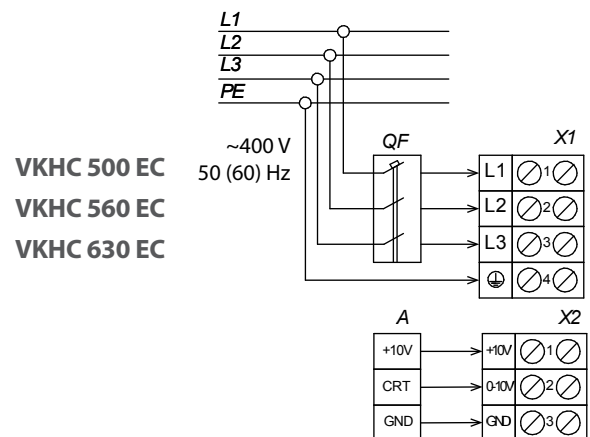 L1
L2
L3
PE
~400 V
50 (60) Hz
VKHC 500 EC
VKHC 560 EC
VKHC 630 EC
QF
X1
L1 1
L2 2
L3 3
4
A
X2
+10V +10V 1
CRT 0-10V 2
GND GND 3